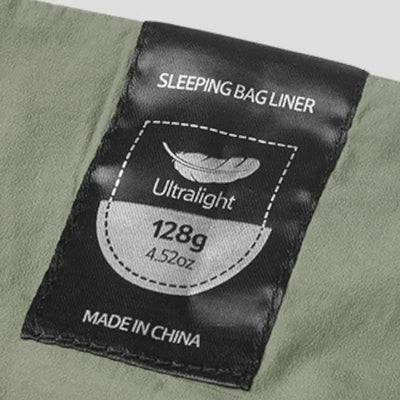 SLEEPING BAG LINER
Ultralight
128g
4.52oz
MADE IN CHINA